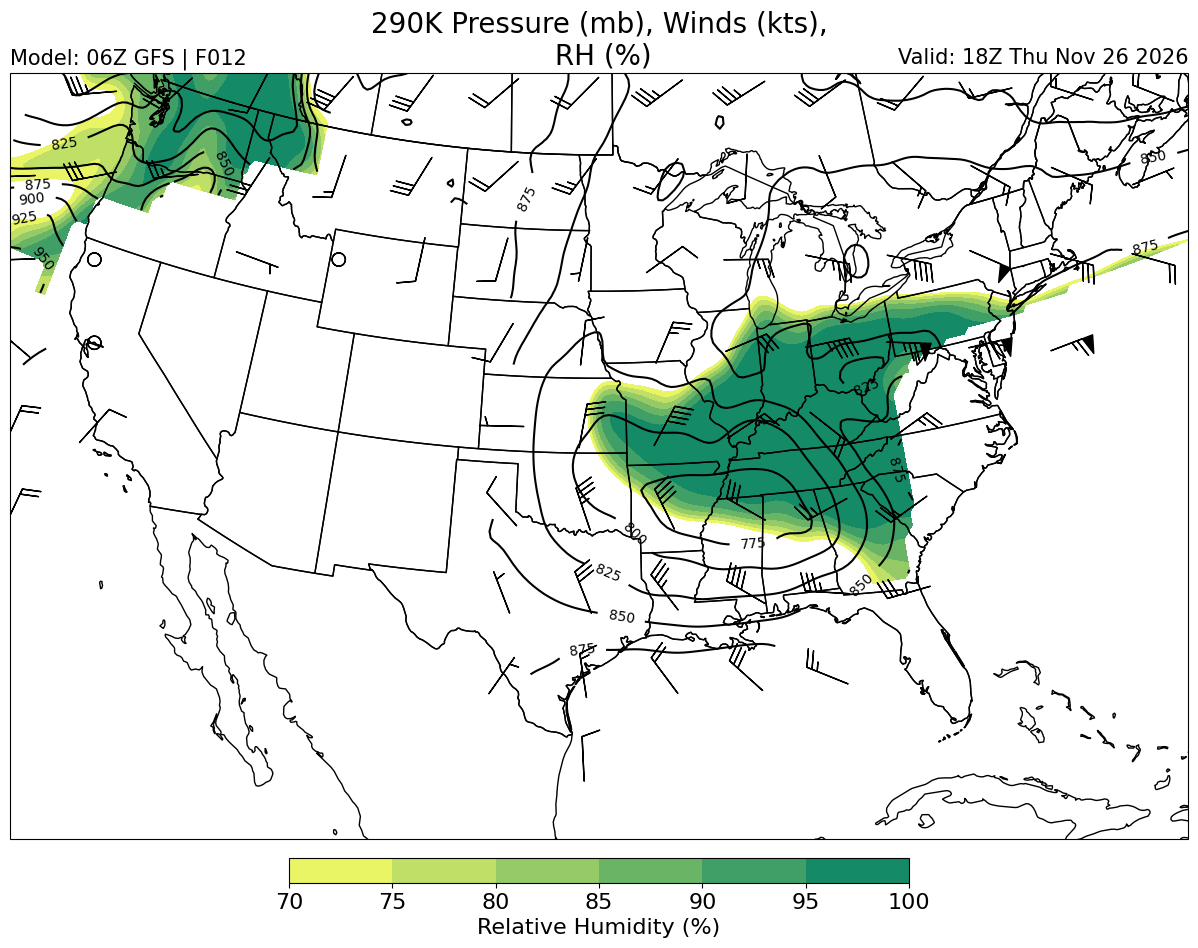 290K Pressure (mb), Winds (kts),
RH (%)
Model: 06Z GFS | F012
Valid: 18Z Thu Nov 26 2026
825
850
875
900
925
950
875
850
875
825
875
800
775
825
850
850
875
70 75 80 85 90 95 100
Relative Humidity (%)